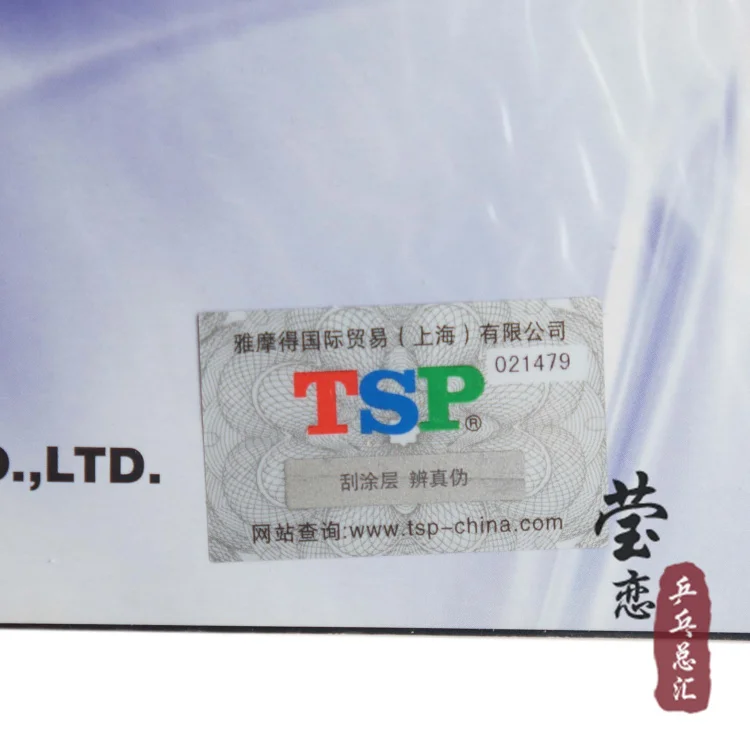 雅摩得国际贸易（上海）有限公司
021479
TSP®
刮涂层 辨真伪
网站查询:www.tsp-china.com
O.,LTD.
莹恋
乒乓总汇